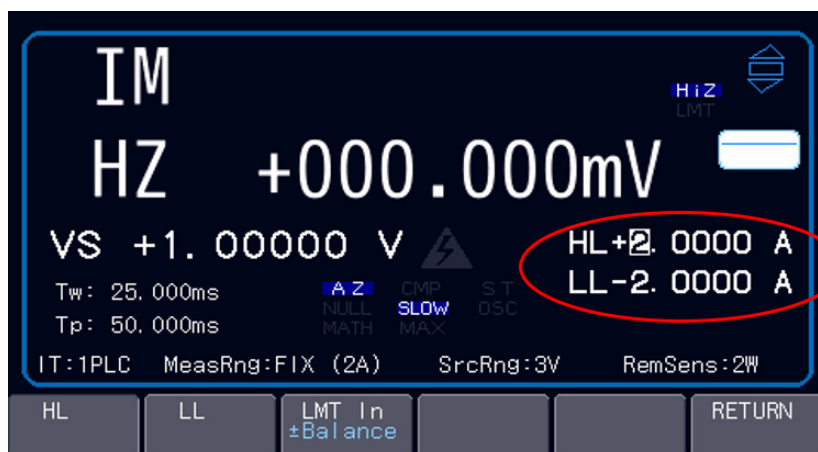 IM
HiZ
LMT
HZ +000.000mV
VS +1.00000 V
HL+2.0000 A
LL-2.0000 A
Tw: 25.000ms
AZ CMP ST
NULL SLOW OSC
Tp: 50.000ms
MATH MAX
IT:1PLC MeasRng:FIX (2A) SrcRng:3V RemSens:2W
HL LL LMT In RETURN
±Balance